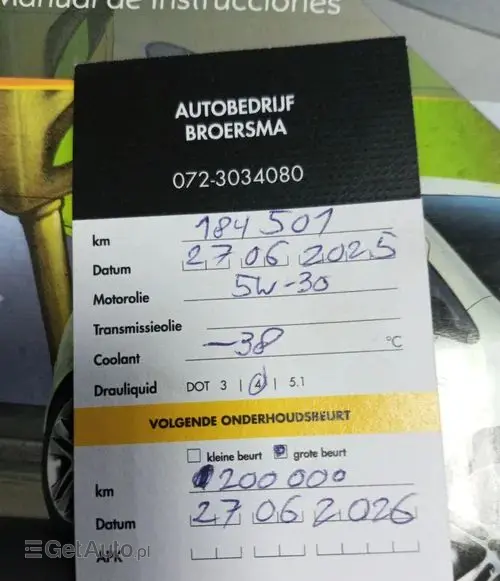 Manual de Instrucciones
AUTOBEDRIJF
BROERSMA
072-3034080
km 184501
Datum 27 06 2025
Motorolie 5W-30
Transmissieolie
Coolant -38 °C
Drauliquid DOT 3 | 4 | 5.1
VOLGENDE ONDERHOUDSBEURT
kleine beurt grote beurt
km 200 000
Datum 27 06 2026
APK
GetAuto.pl